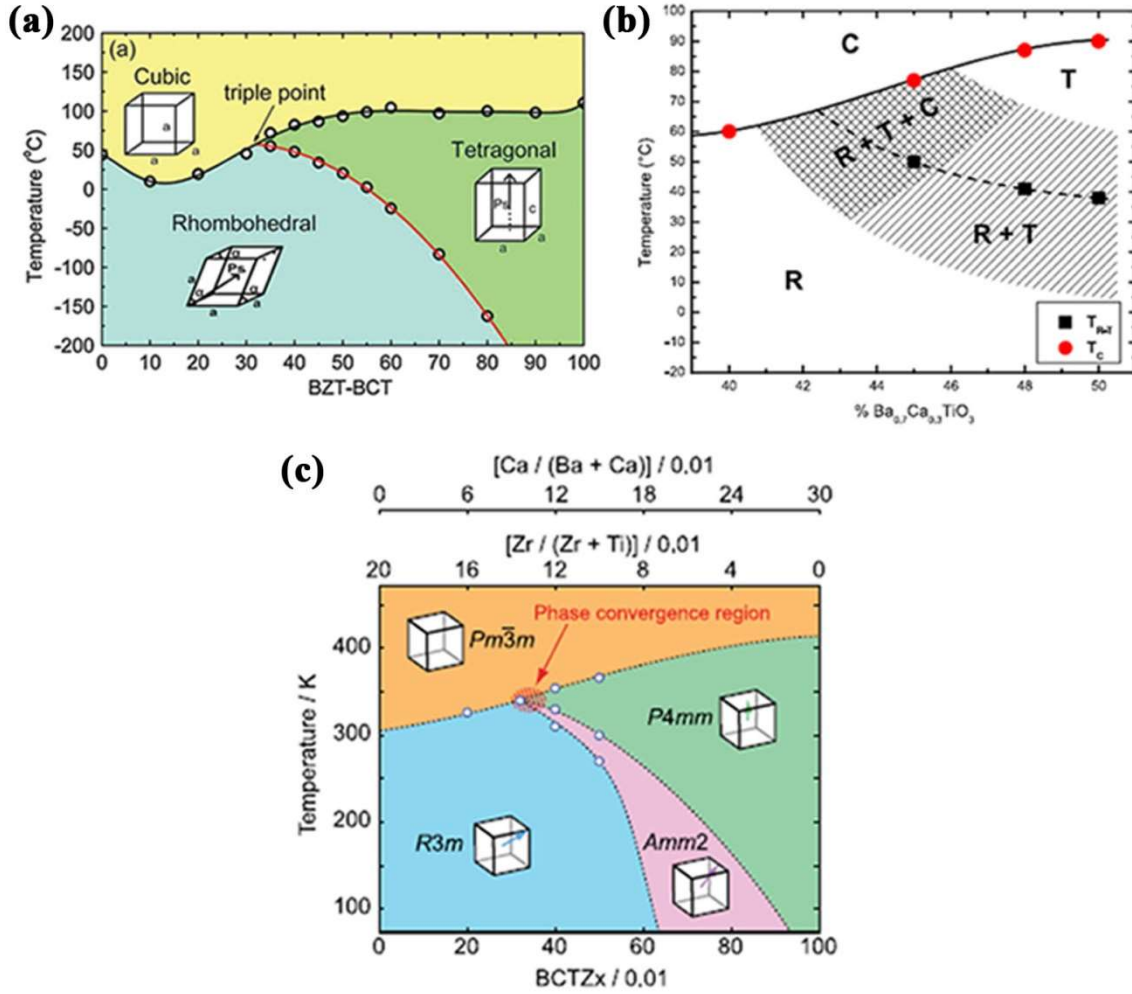 (a)
(a)
200
150
100
50
0
-50
-100
-150
-200
Temperature (°C)
Cubic
a
a
a
triple point
Tetragonal
Ps
c
a
a
Rhombohedral
Ps
α
α
α
a
a
a
0 10 20 30 40 50 60 70 80 90 100
BZT-BCT
(b)
100
90
80
70
60
50
40
30
20
10
0
-10
-20
Temperature (°C)
C
T
R + T + C
R + T
R
T_R-T
T_C
40 42 44 46 48 50
% Ba0,7Ca0,3TiO3
(c)
[Ca / (Ba + Ca)] / 0.01
0 6 12 18 24 30
[Zr / (Zr + Ti)] / 0.01
20 16 12 8 4 0
Phase convergence region
Pm3̅m
P4mm
R3m
Amm2
400
300
200
100
Temperature / K
0 20 40 60 80 100
BCTZx / 0.01